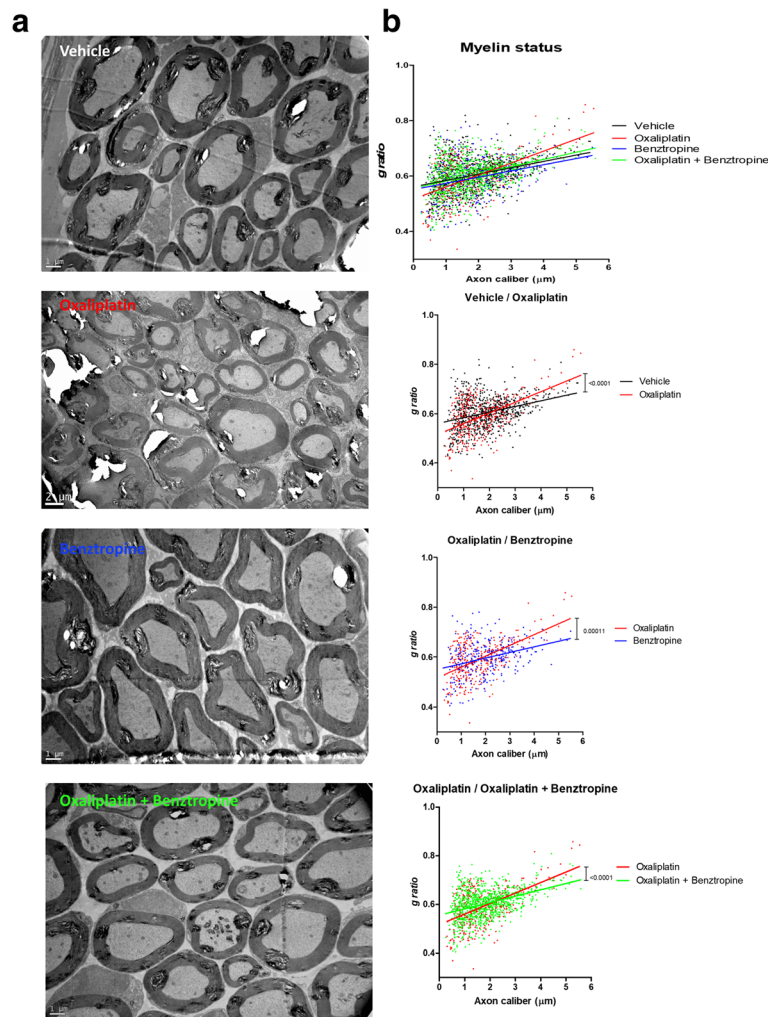 a
Vehicle
1 µm
Oxaliplatin
2 µm
Benztropine
1 µm
Oxaliplatin + Benztropine
1 µm
b
Myelin status
1.0
0.8
0.6
0.4
g ratio
0 1 2 3 4 5 6
Axon caliber (µm)
Vehicle
Oxaliplatin
Benztropine
Oxaliplatin + Benztropine
Vehicle / Oxaliplatin
1.0
0.8
0.6
0.4
g ratio
0 1 2 3 4 5 6
Axon caliber (µm)
<0.0001
Vehicle
Oxaliplatin
Oxaliplatin / Benztropine
1.0
0.8
0.6
0.4
g ratio
0 1 2 3 4 5 6
Axon caliber (µm)
0.00011
Oxaliplatin
Benztropine
Oxaliplatin / Oxaliplatin + Benztropine
1.0
0.8
0.6
0.4
g ratio
0 1 2 3 4 5 6
Axon caliber (µm)
<0.0001
Oxaliplatin
Oxaliplatin + Benztropine